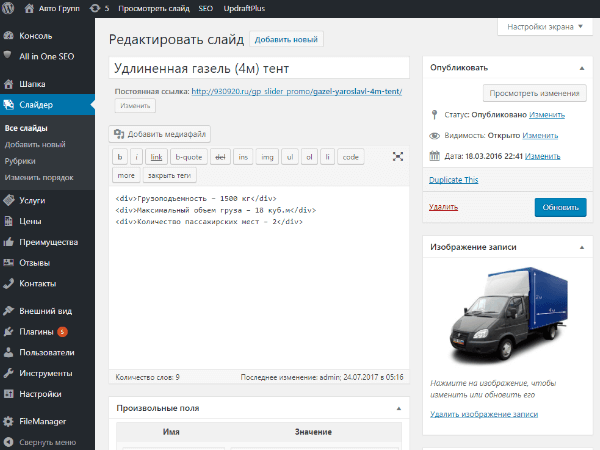 Авто Групп 5 Просмотреть слайд SEO UpdraftPlus
Настройки экрана
Консоль
All in One SEO
Шапка
Слайдер
Все слайды
Добавить новый
Рубрики
Изменить порядок
Услуги
Цены
Преимущества
Отзывы
Контакты
Внешний вид
Плагины 5
Пользователи
Инструменты
Настройки
FileManager
Свернуть меню
Редактировать слайд Добавить новый
Удлиненная газель (4м) тент
Постоянная ссылка: http://930920.ru/gp_slider_promo/gazel-yaroslavl-4m-tent/
Изменить
Добавить медиафайл
b i link b-quote del ins img ul ol li code
more закрыть теги
<div>Грузоподъемность – 1500 кг</div>
<div>Максимальный объем груза – 18 куб.м</div>
<div>Количество пассажирских мест – 2</div>
Количество слов: 9 Последнее изменение: admin; 24.07.2017 в 05:16
Произвольные поля
Имя Значение
Опубликовать
Просмотреть изменения
Статус: Опубликовано Изменить
Видимость: Открыто Изменить
Дата: 18.03.2016 22:41 Изменить
Duplicate This
Удалить Обновить
Изображение записи
Нажмите на изображение, чтобы
изменить или обновить его
Удалить изображение записи